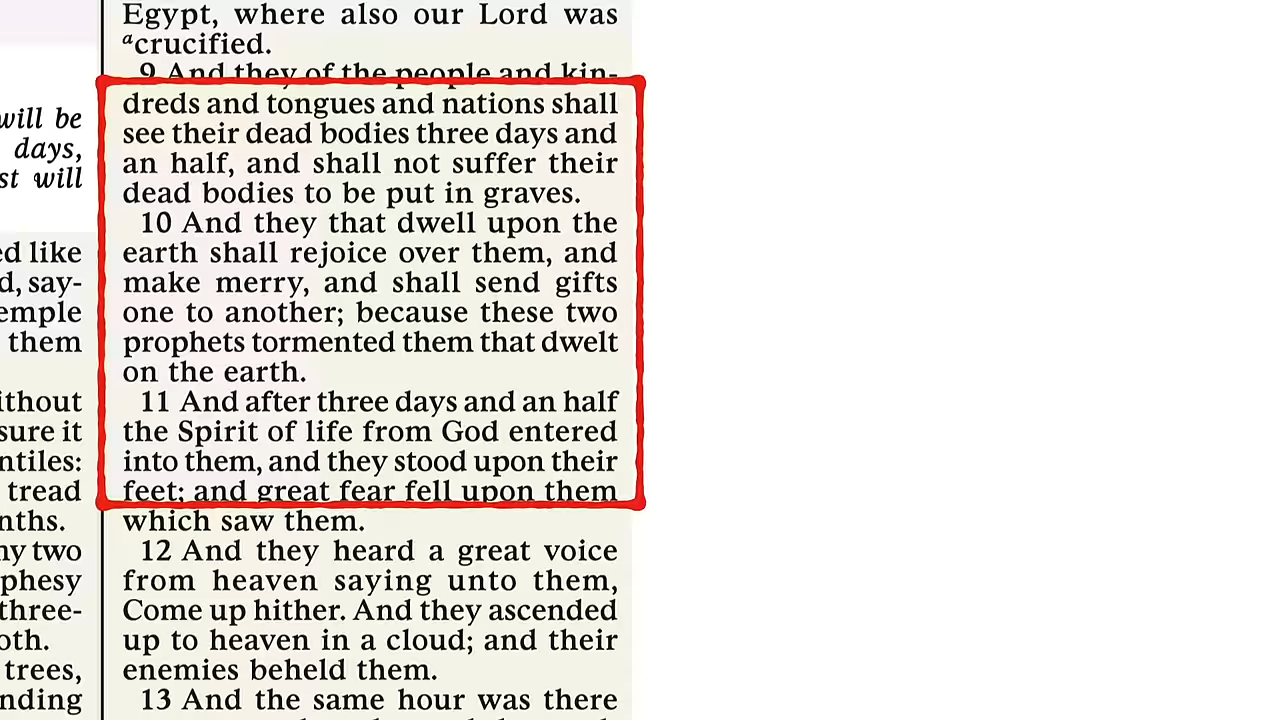 will be
days,
st will
ed like
d, say-
emple
them
ithout
sure it
ntiles:
tread
nths.
ny two
phesy
three-
oth.
trees,
nding
Egypt, where also our Lord was
ᵃcrucified.
9 And they of the people and kin-
dreds and tongues and nations shall
see their dead bodies three days and
an half, and shall not suffer their
dead bodies to be put in graves.
10 And they that dwell upon the
earth shall rejoice over them, and
make merry, and shall send gifts
one to another; because these two
prophets tormented them that dwelt
on the earth.
11 And after three days and an half
the Spirit of life from God entered
into them, and they stood upon their
feet; and great fear fell upon them
which saw them.
12 And they heard a great voice
from heaven saying unto them,
Come up hither. And they ascended
up to heaven in a cloud; and their
enemies beheld them.
13 And the same hour was there